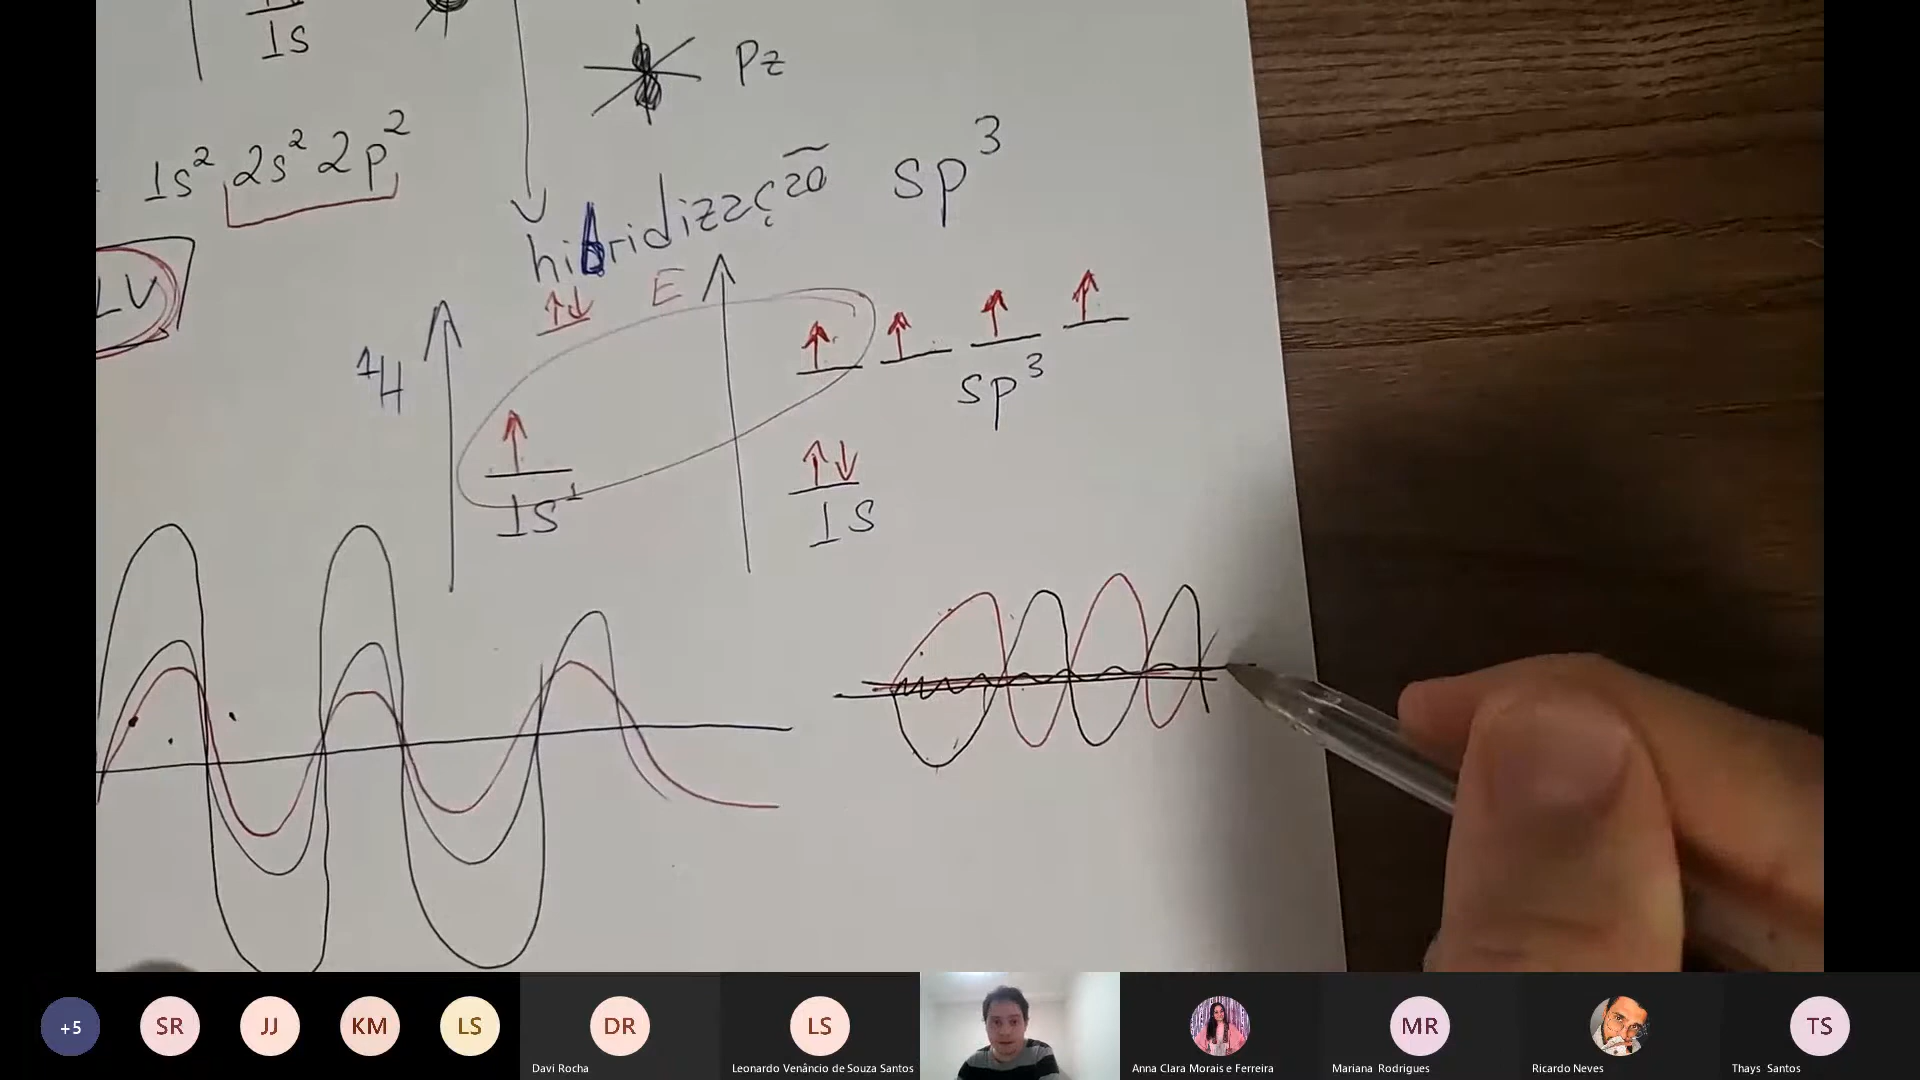 1S
Pz
1s² 2s² 2p²
hibridização sp³
LV
E
¹H
sp³
1S¹
1S
+5
SR
JJ
KM
LS
DR
LS
MR
TS
Davi Rocha
Leonardo Venâncio de Souza Santos
Anna Clara Morais e Ferreira
Mariana Rodrigues
Ricardo Neves
Thays Santos